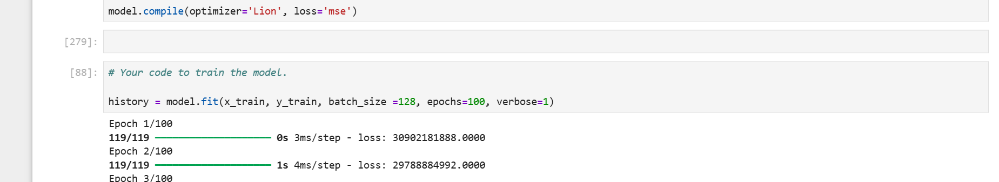 model.compile(optimizer='Lion', loss='mse')
[279]:
[88]:
# Your code to train the model.
history = model.fit(x_train, y_train, batch_size =128, epochs=100, verbose=1)
Epoch 1/100
119/119 ━━━━━━━━━━━━━━━━━━━━ 0s 3ms/step - loss: 30902181888.0000
Epoch 2/100
119/119 ━━━━━━━━━━━━━━━━━━━━ 1s 4ms/step - loss: 29788884992.0000
Epoch 3/100